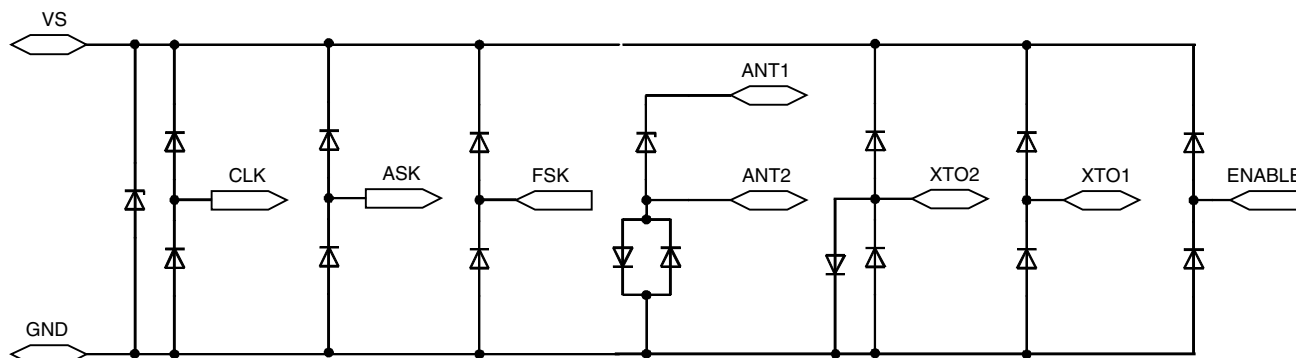 VS
ANT1
CLK
ASK
FSK
ANT2
XTO2
XTO1
ENABLE
GND